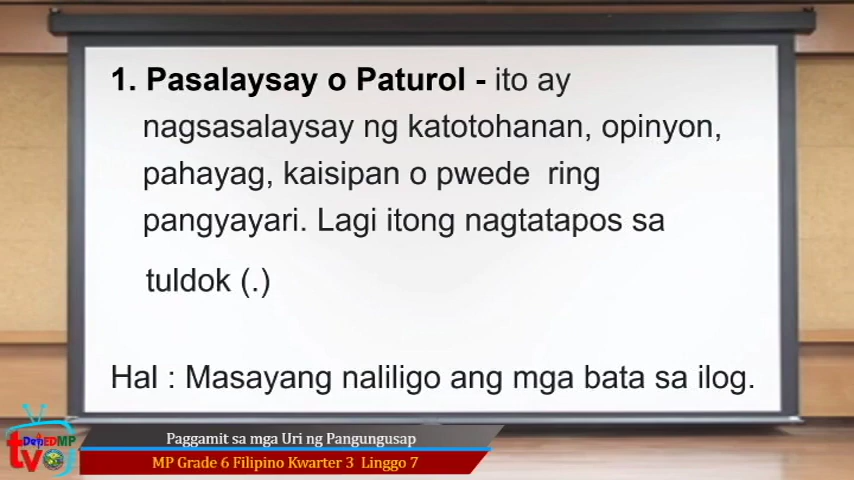 1. Pasalaysay o Paturol - ito ay
nagsasalaysay ng katotohanan, opinyon,
pahayag, kaisipan o pwede ring
pangyayari. Lagi itong nagtatapos sa
tuldok (.)
Hal : Masayang naliligo ang mga bata sa ilog.
DepEDMP
tv
Paggamit sa mga Uri ng Pangungusap
MP Grade 6 Filipino Kwarter 3 Linggo 7